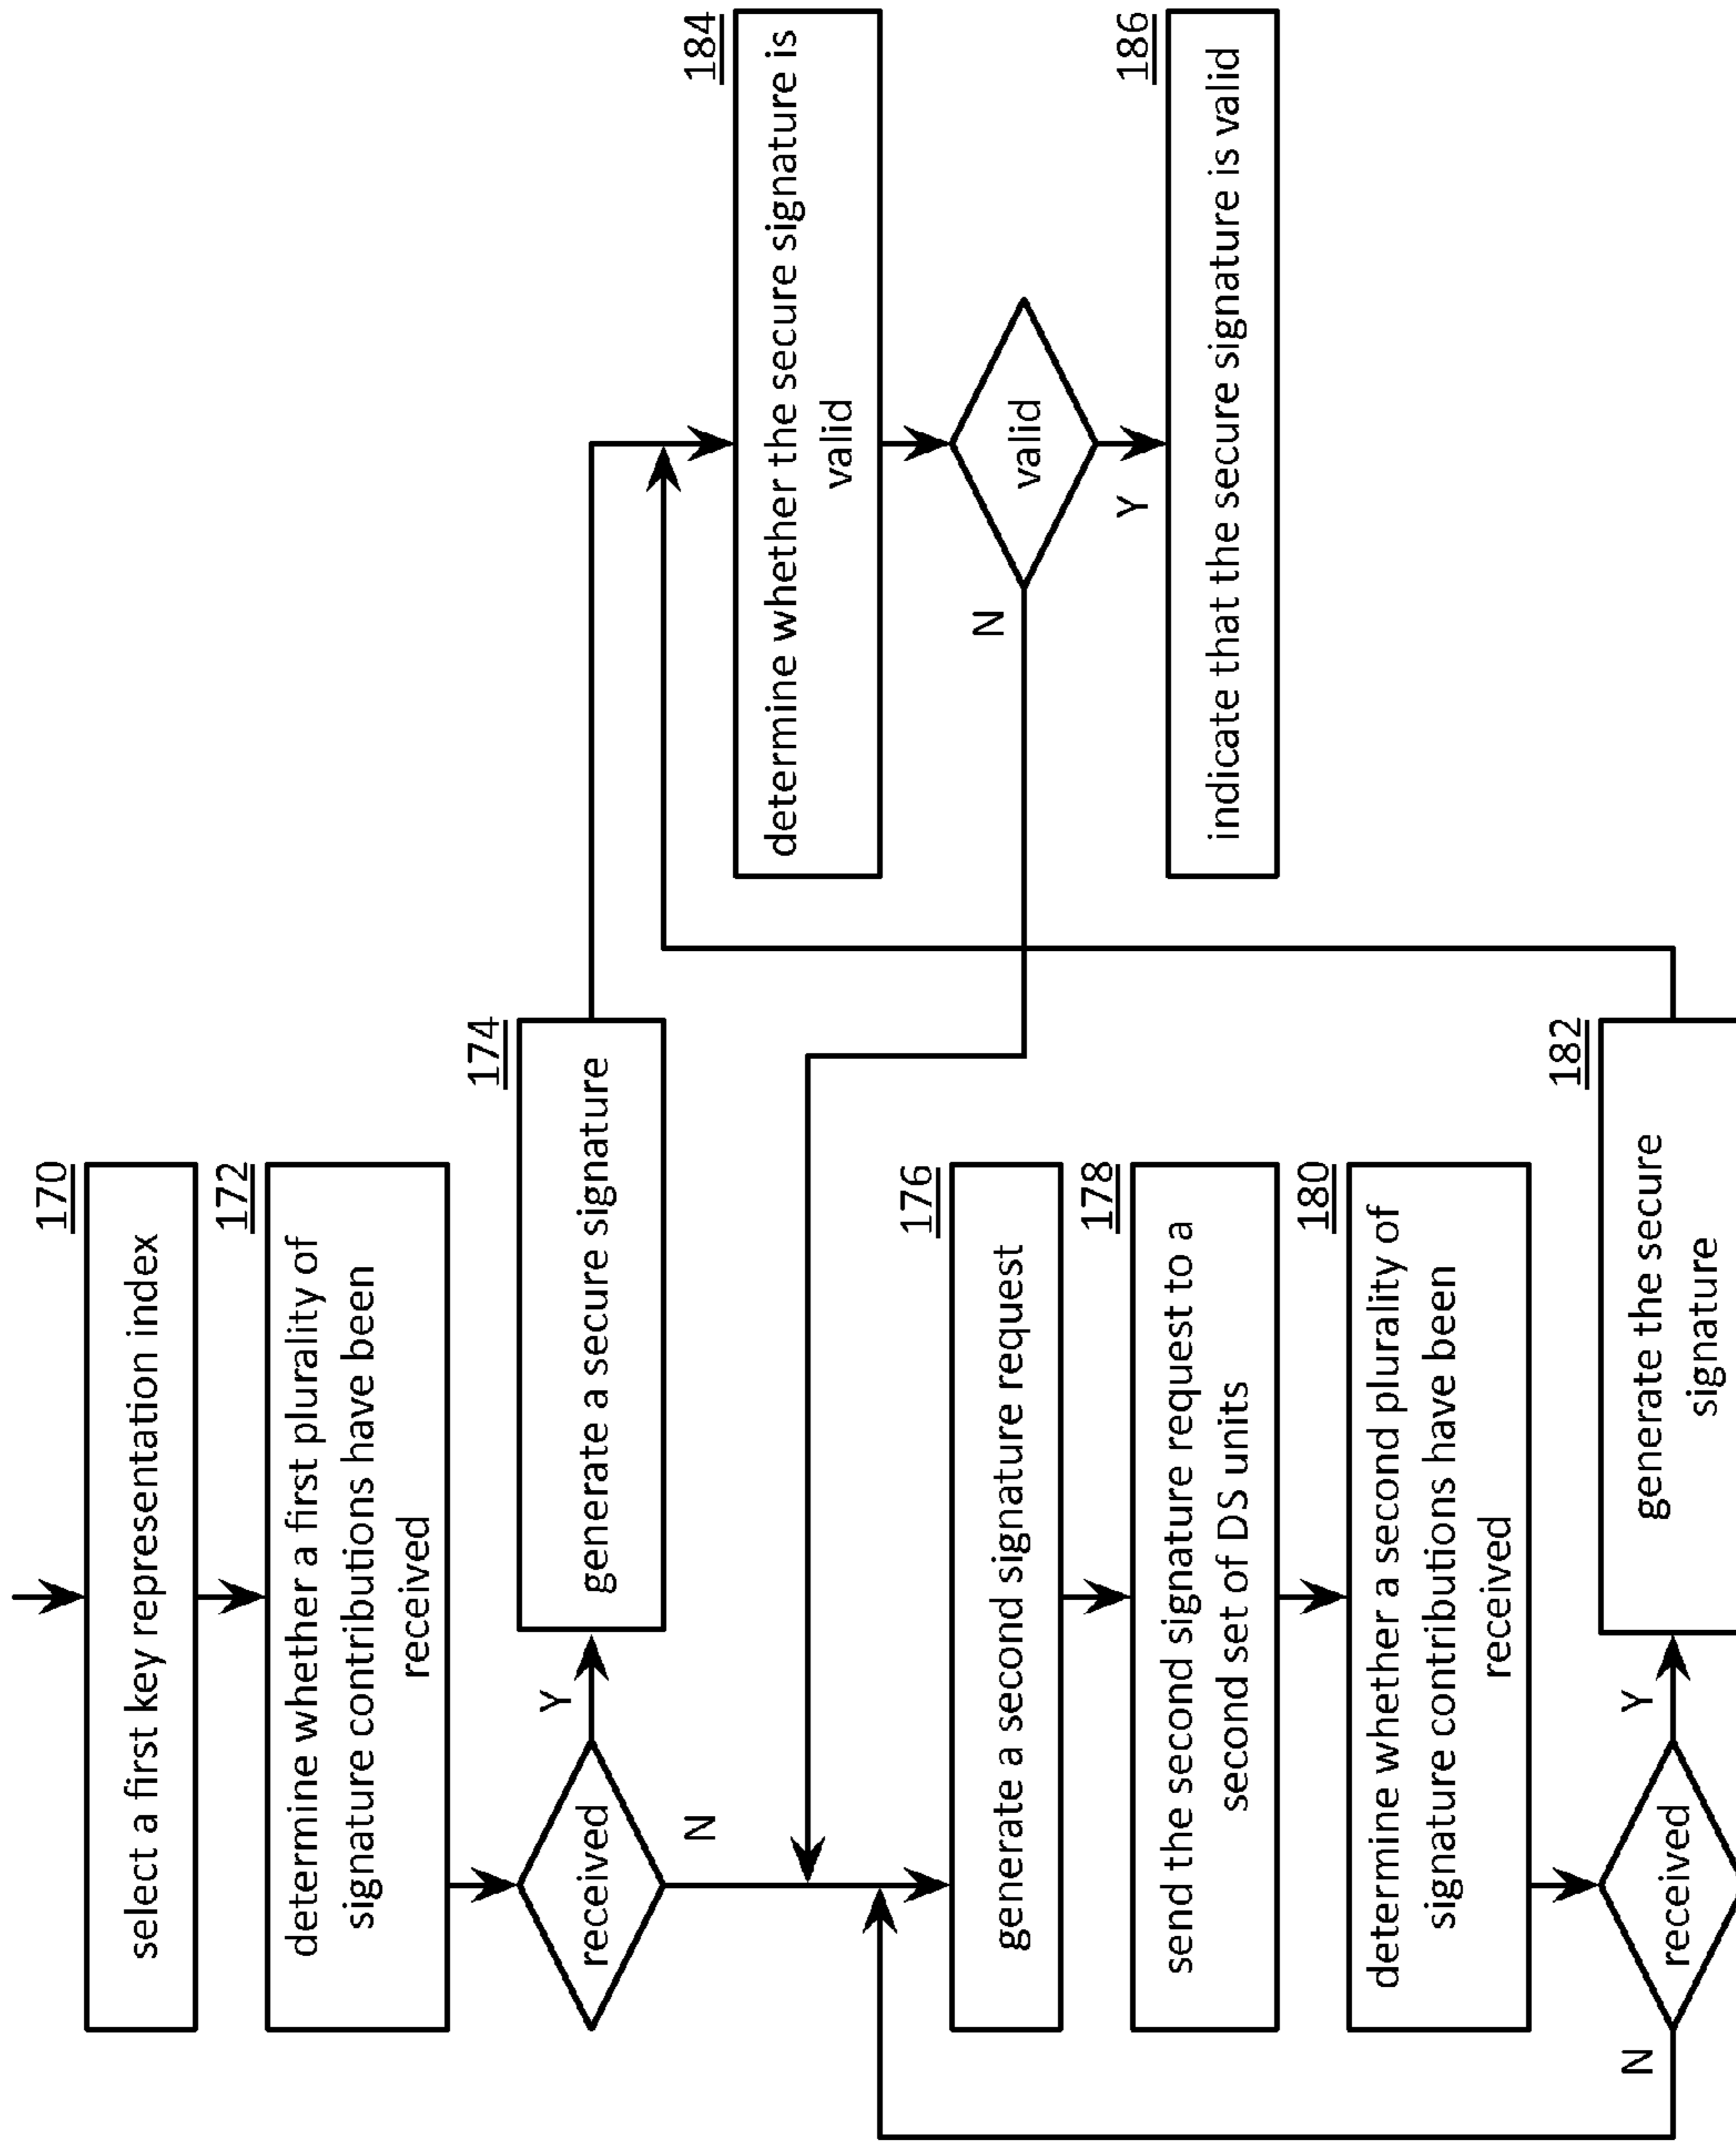 170
select a first key representation index
172
determine whether a first plurality of
signature contributions have been
received
received
Y
N
174
generate a secure signature
176
generate a second signature request
178
send the second signature request to a
second set of DS units
180
determine whether a second plurality of
signature contributions have been
received
received
N
Y
182
generate the secure
signature
184
determine whether the secure signature is
valid
valid
N
Y
186
indicate that the secure signature is valid